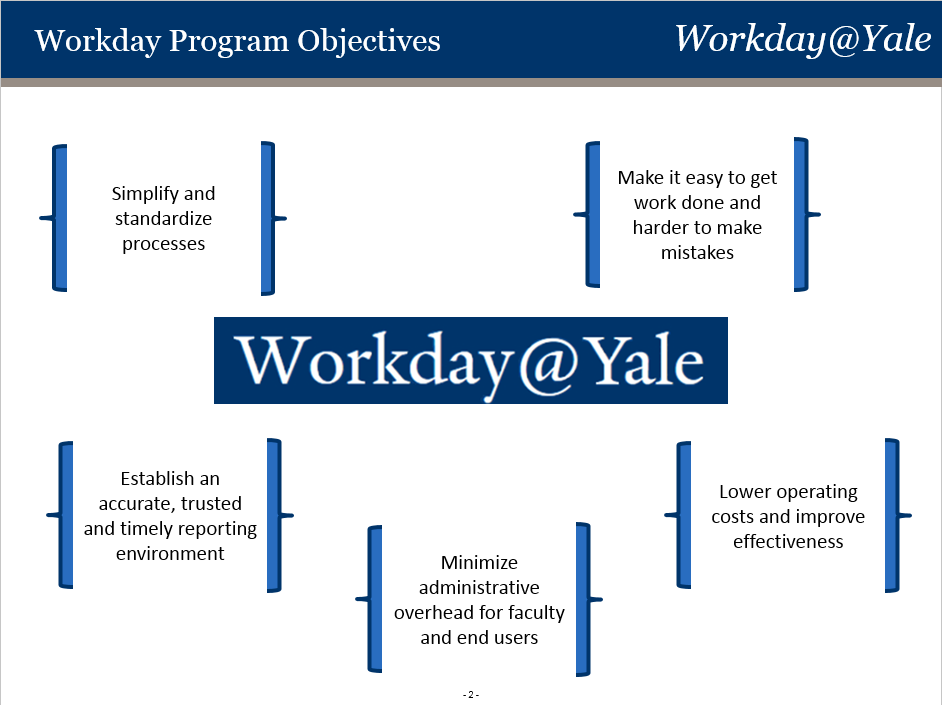 Workday Program Objectives
Workday@Yale
Simplify and
standardize
processes
Make it easy to get
work done and
harder to make
mistakes
Workday@Yale
Establish an
accurate, trusted
and timely reporting
environment
Minimize
administrative
overhead for faculty
and end users
Lower operating
costs and improve
effectiveness
- 2 -